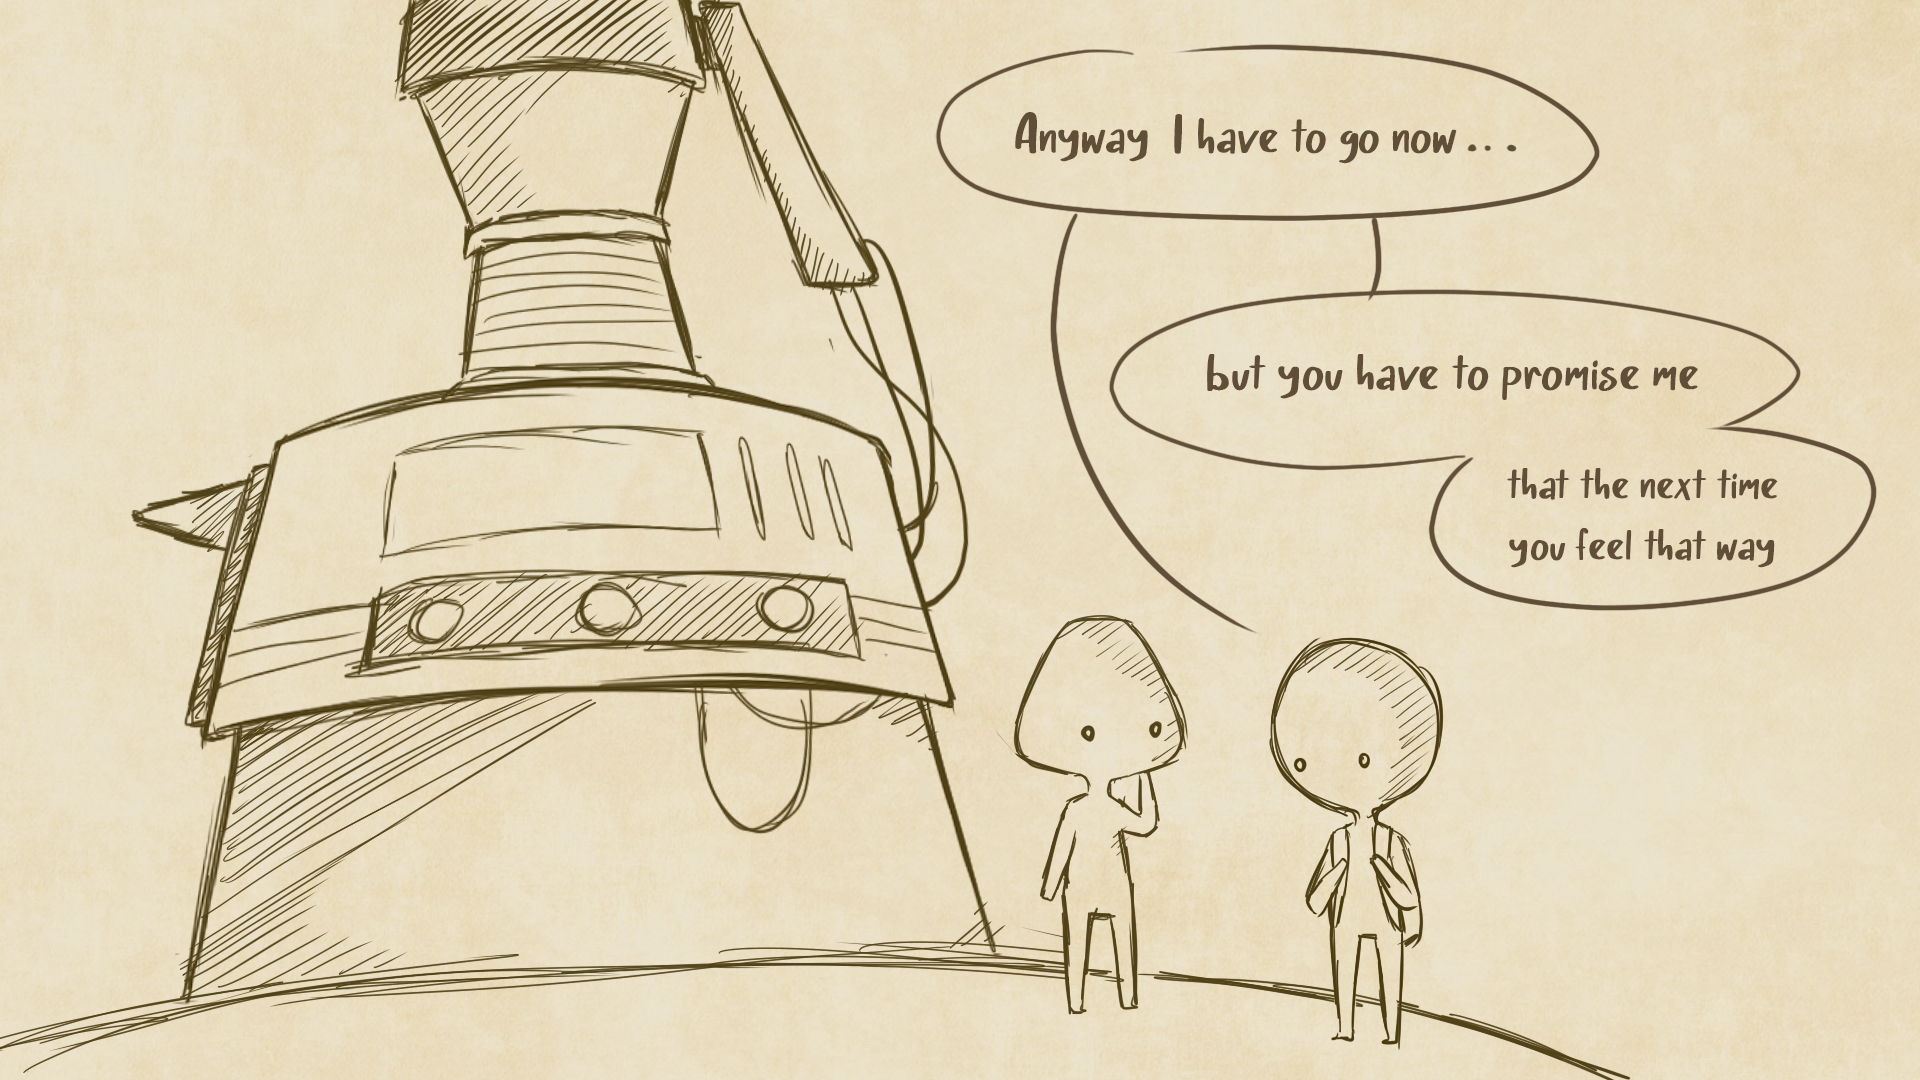 Anyway I have to go now . . .
but you have to promise me
that the next time
you feel that way